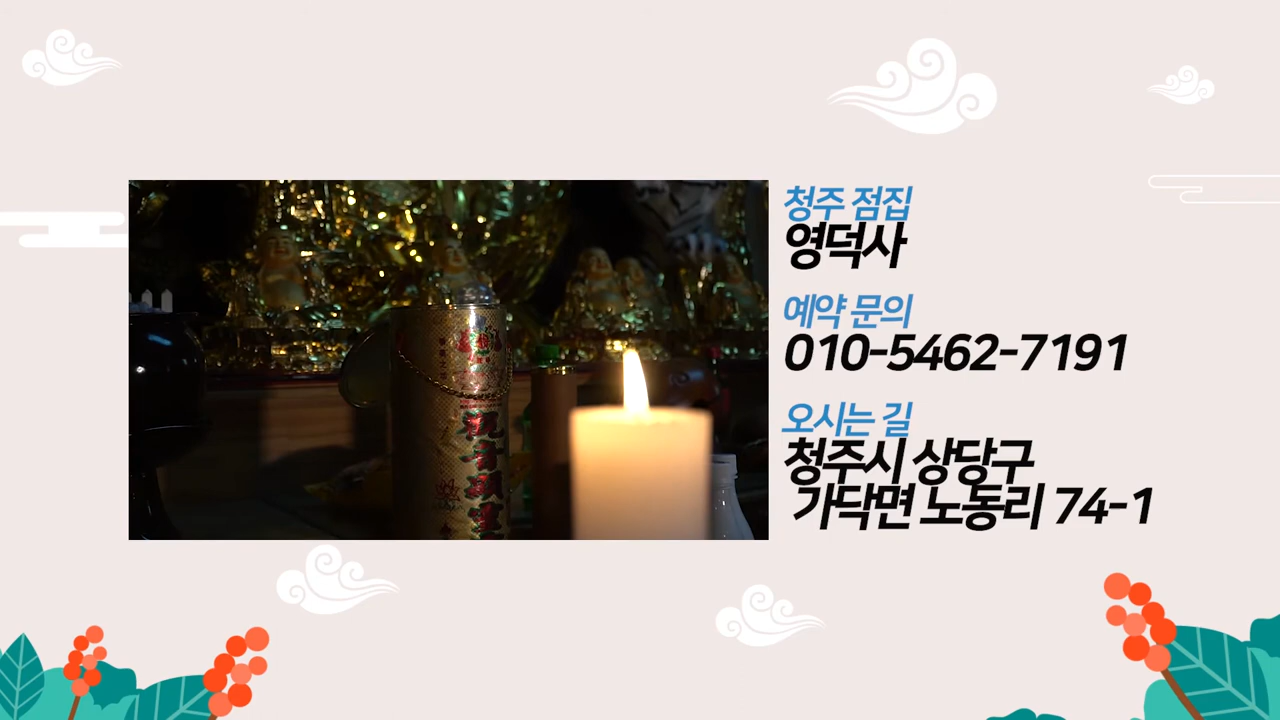 청주 점집
영덕사
예약 문의
010-5462-7191
오시는 길
청주시 상당구
가닥면 노동리 74-1